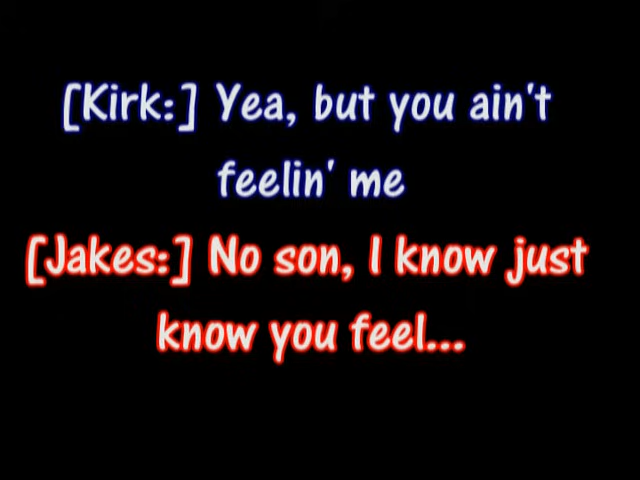 [Kirk:] Yea, but you ain't
feelin' me
[Jakes:] No son, I know just
know you feel...